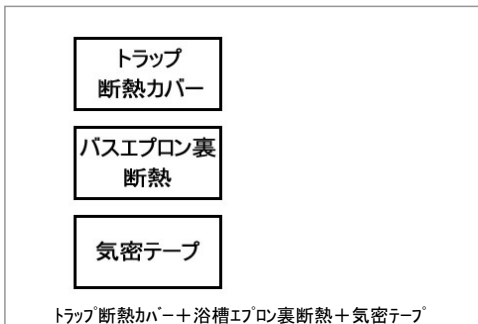 トラップ
断熱カバー
バスエプロン裏
断熱
気密テープ
ﾄﾗｯﾌﾟ断熱ｶﾊﾞｰ＋浴槽ｴﾌﾟﾛﾝ裏断熱＋気密ﾃｰﾌﾟ